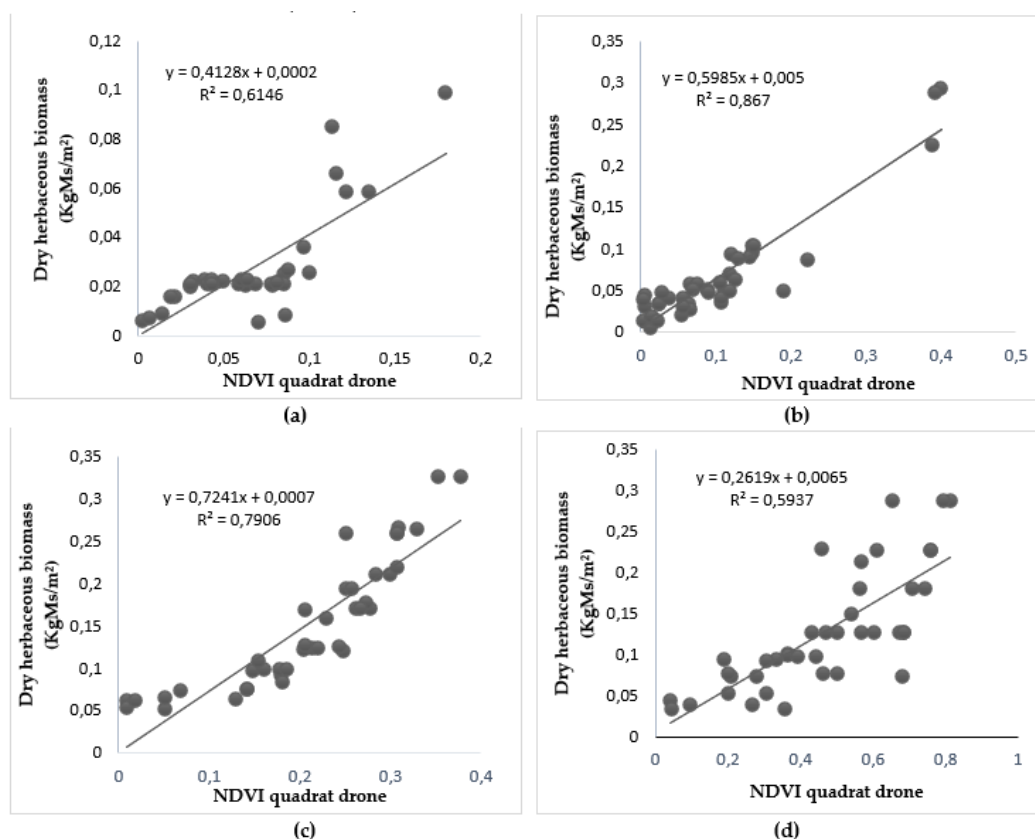 0,12
0,1
0,08
0,06
0,04
0,02
0
y = 0,4128x + 0,0002
R² = 0,6146
Dry herbaceous biomass
(KgMs/m²)
0
0,05
0,1
0,15
0,2
NDVI quadrat drone
(a)
0,35
0,3
0,25
0,2
0,15
0,1
0,05
0
y = 0,5985x + 0,005
R² = 0,867
Dry herbaceous biomass
(KgMs/m²)
0
0,1
0,2
0,3
0,4
0,5
NDVI quadrat drone
(b)
0,35
0,3
0,25
0,2
0,15
0,1
0,05
0
y = 0,7241x + 0,0007
R² = 0,7906
Dry herbaceous biomass
(KgMs/m²)
0
0,1
0,2
0,3
0,4
NDVI quadrat drone
(c)
0,35
0,3
0,25
0,2
0,15
0,1
0,05
0
y = 0,2619x + 0,0065
R² = 0,5937
Dry herbaceous biomass
(KgMs/m²)
0
0,2
0,4
0,6
0,8
1
NDVI quadrat drone
(d)